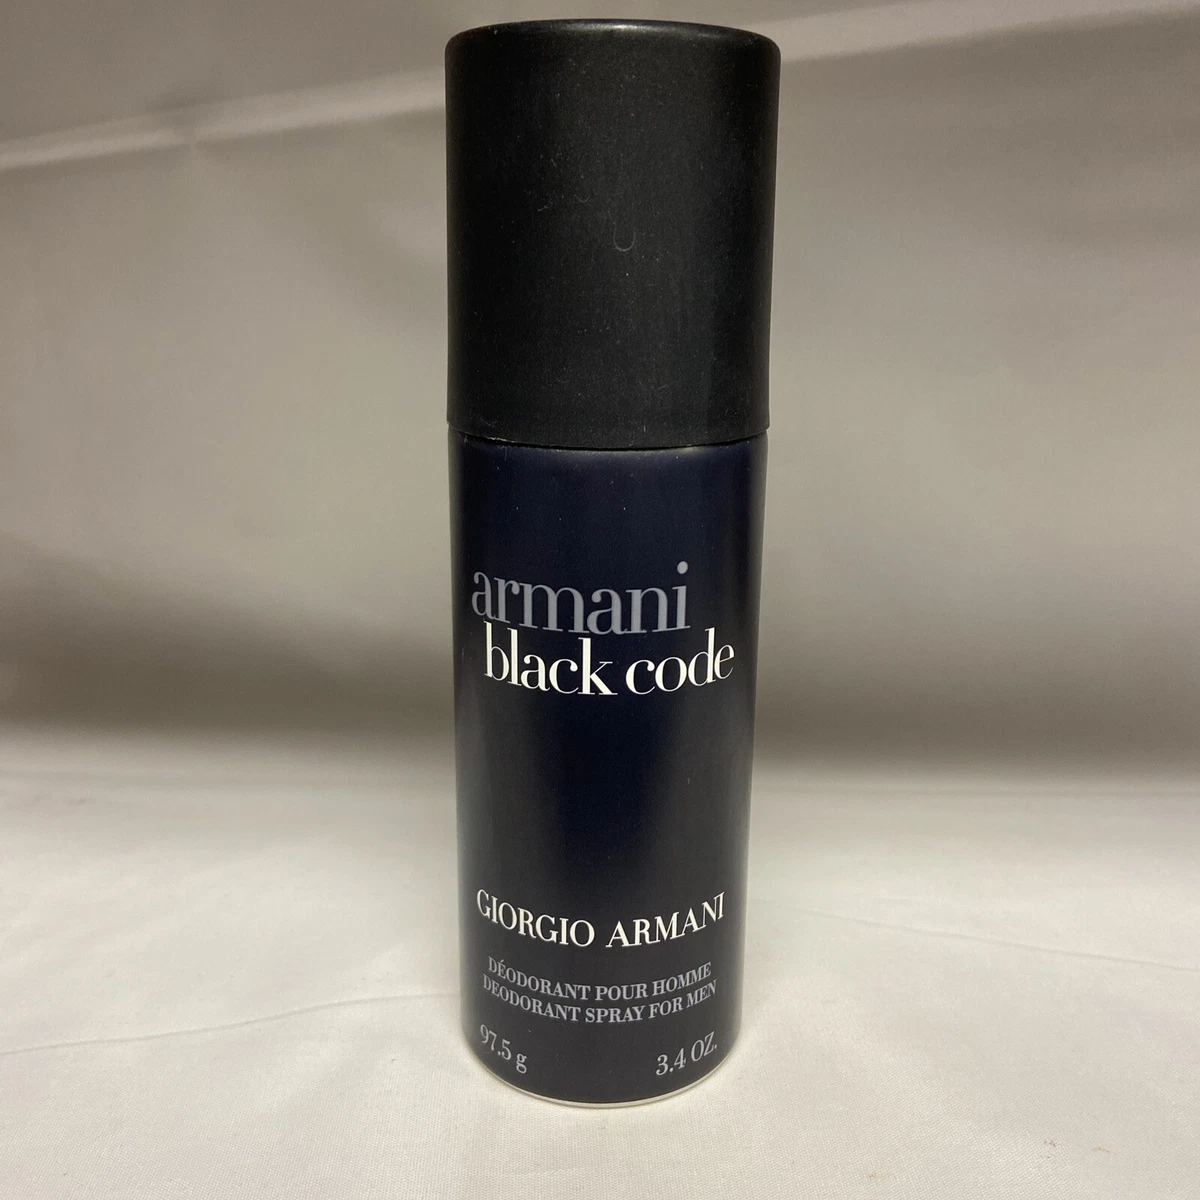 armani
black code
GIORGIO ARMANI
DÉODORANT POUR HOMME
DEODORANT SPRAY FOR MEN
97.5 g 3.4 OZ.